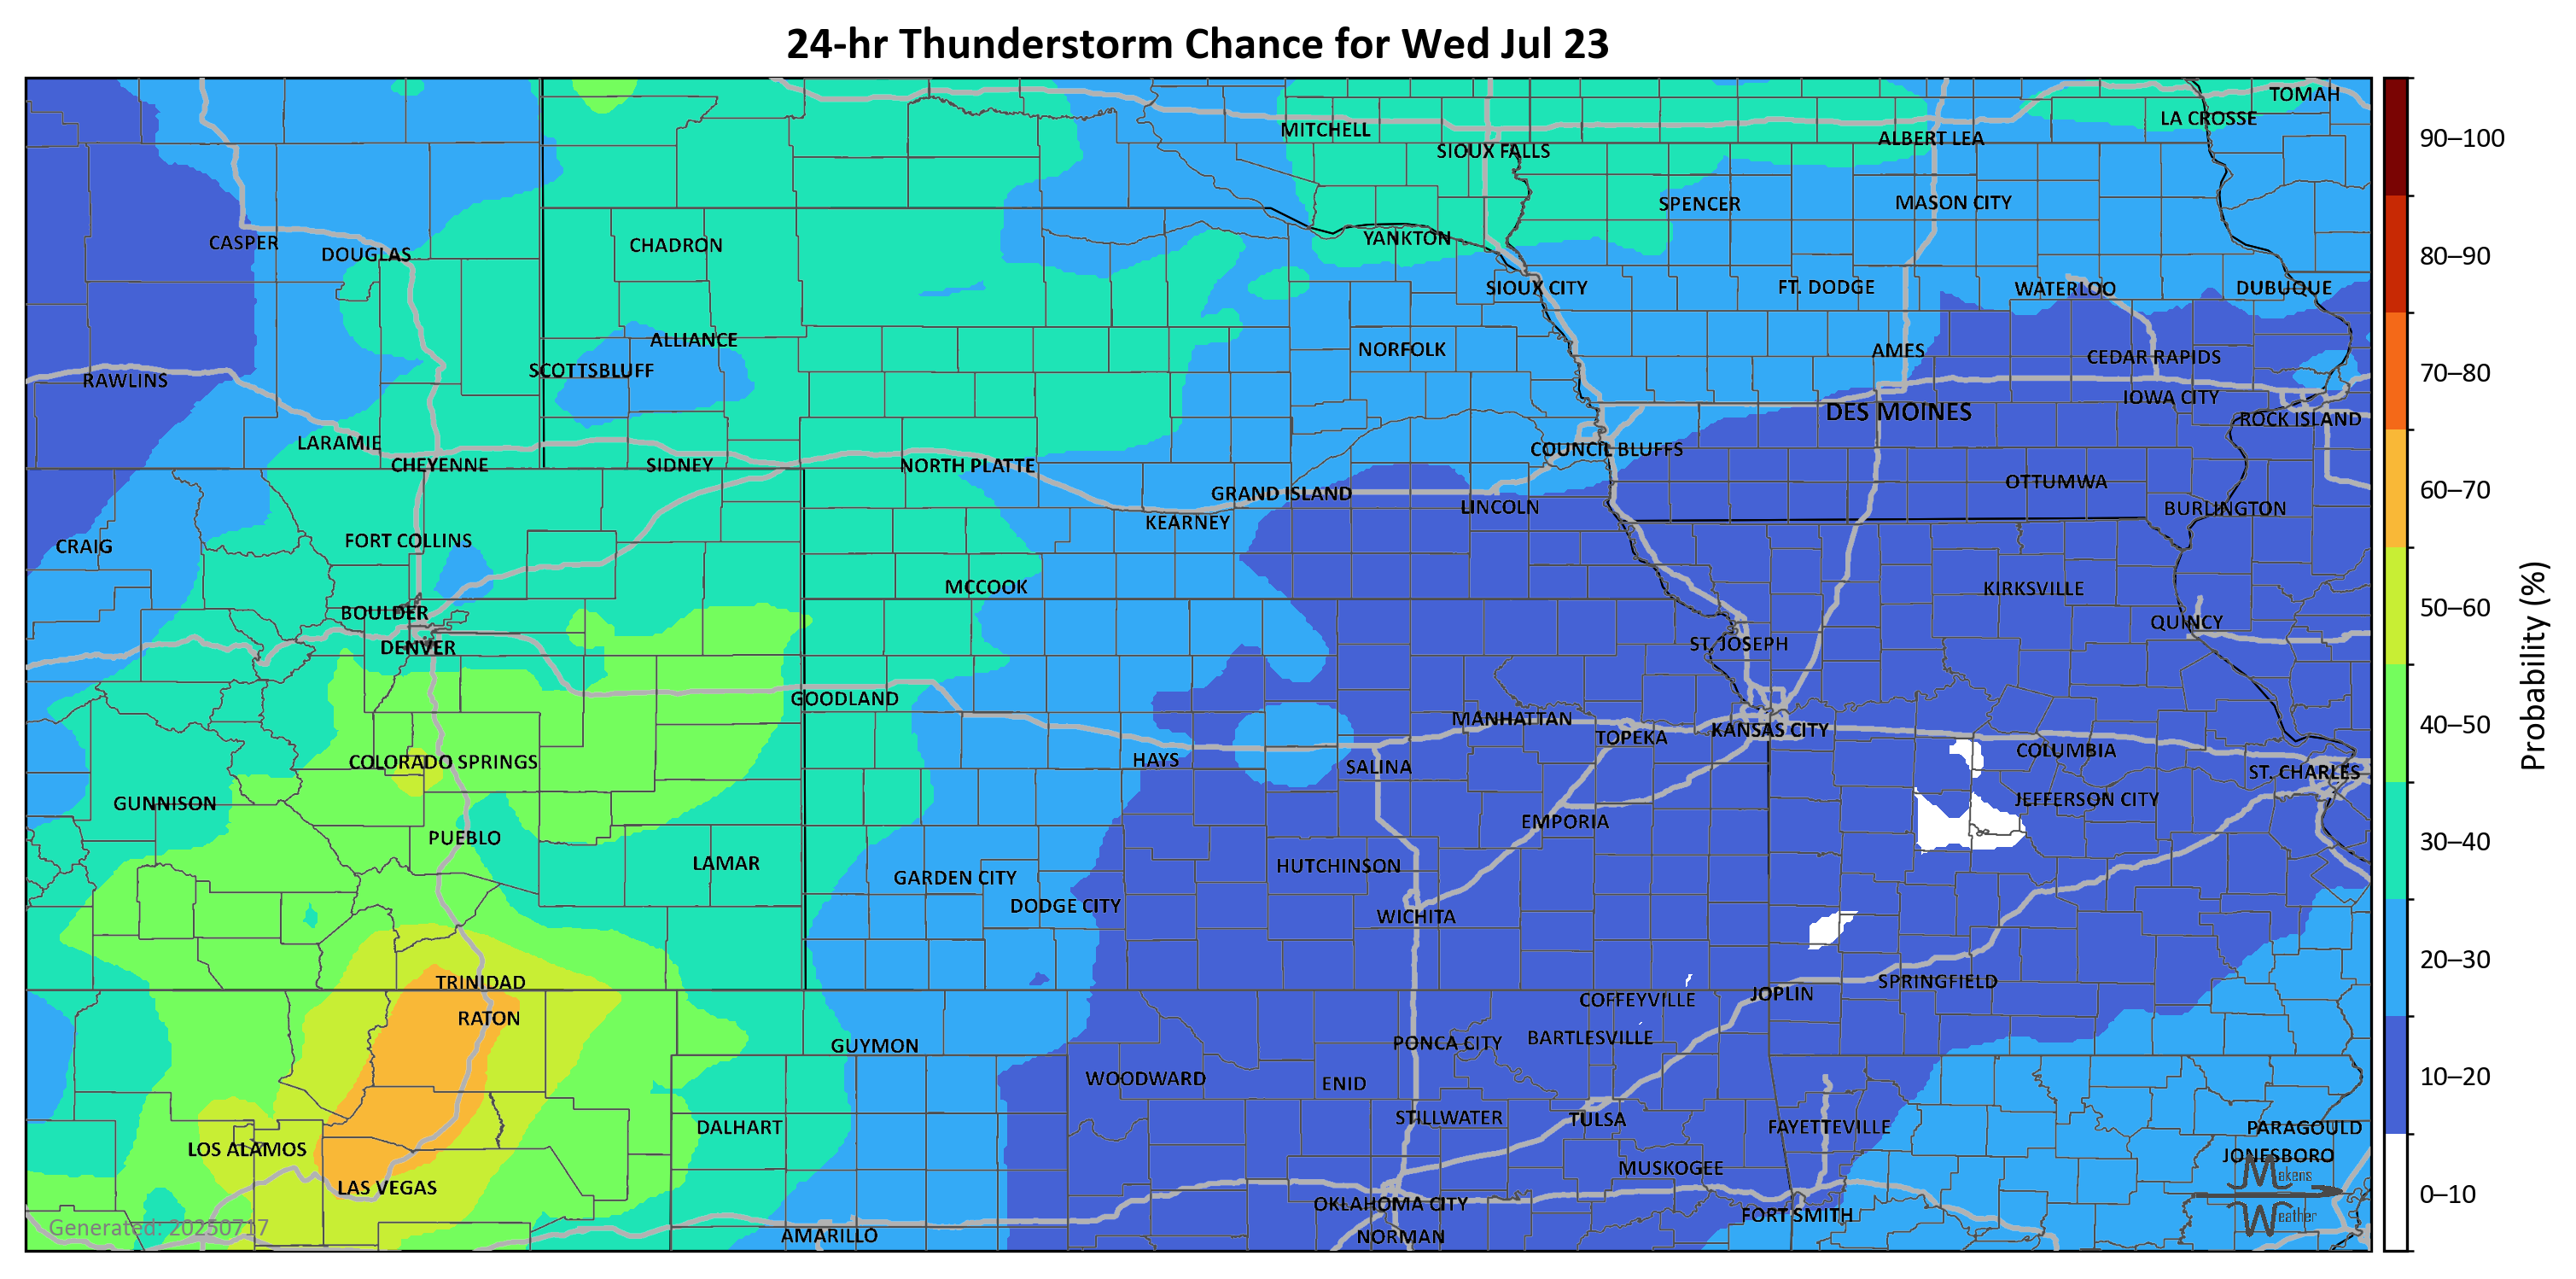 24-hr Thunderstorm Chance for Wed Jul 23
TOMAH
LA CROSSE
MITCHELL
ALBERT LEA
SIOUX FALLS
SPENCER
MASON CITY
CASPER
DOUGLAS
CHADRON
YANKTON
SIOUX CITY
FT. DODGE
WATERLOO
DUBUQUE
ALLIANCE
NORFOLK
AMES
CEDAR RAPIDS
RAWLINS
SCOTTSBLUFF
IOWA CITY
DES MOINES
ROCK ISLAND
LARAMIE
COUNCIL BLUFFS
CHEYENNE
SIDNEY
NORTH PLATTE
OTTUMWA
GRAND ISLAND
LINCOLN
BURLINGTON
KEARNEY
CRAIG
FORT COLLINS
MCCOOK
KIRKSVILLE
BOULDER
QUINCY
DENVER
ST. JOSEPH
GOODLAND
MANHATTAN
TOPEKA
KANSAS CITY
COLUMBIA
COLORADO SPRINGS
HAYS
SALINA
ST. CHARLES
GUNNISON
JEFFERSON CITY
PUEBLO
EMPORIA
LAMAR
HUTCHINSON
GARDEN CITY
DODGE CITY
WICHITA
TRINIDAD
SPRINGFIELD
COFFEYVILLE
JOPLIN
RATON
GUYMON
PONCA CITY
BARTLESVILLE
WOODWARD
ENID
STILLWATER
TULSA
DALHART
FAYETTEVILLE
PARAGOULD
LOS ALAMOS
JONESBORO
MUSKOGEE
LAS VEGAS
OKLAHOMA CITY
FORT SMITH
AMARILLO
NORMAN
Generated: 20250717
Makens
Weather
90–100
80–90
70–80
60–70
50–60
40–50
30–40
20–30
10–20
0–10
Probability (%)